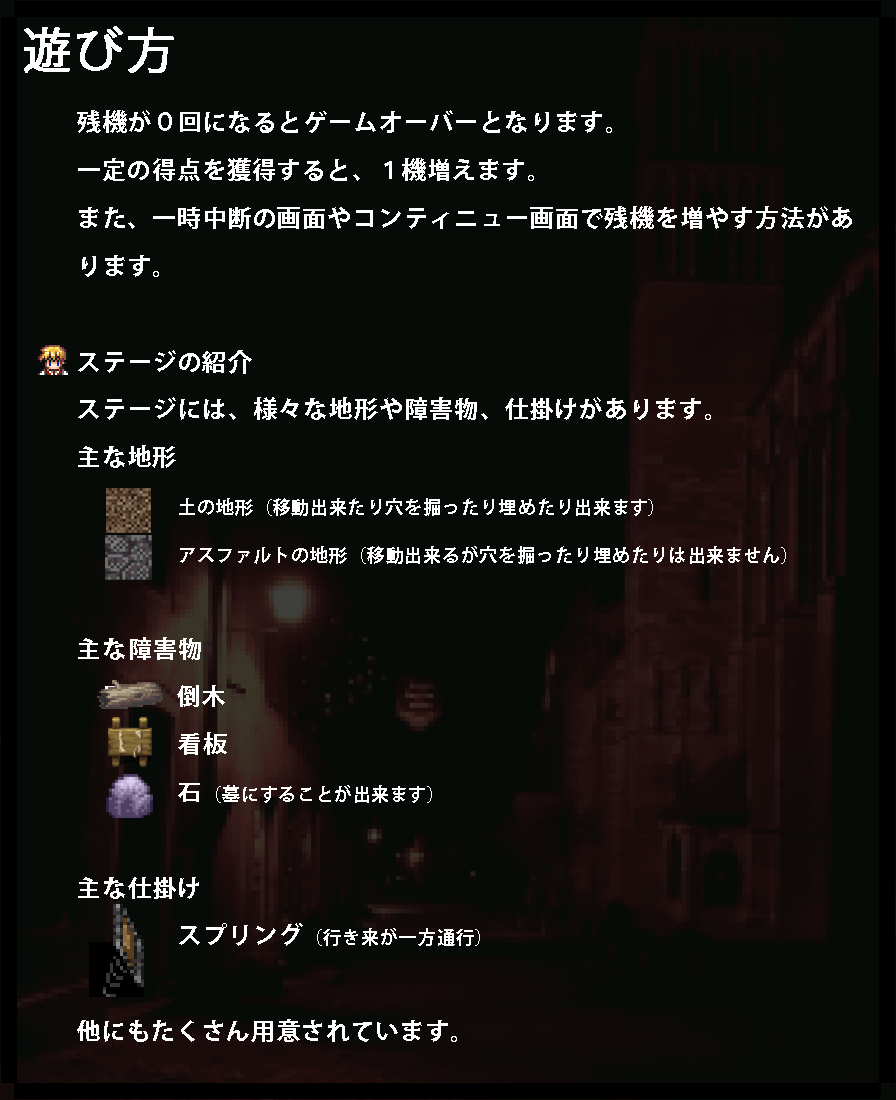 遊び方
残機が０回になるとゲームオーバーとなります。
一定の得点を獲得すると、１機増えます。
また、一時中断の画面やコンティニュー画面で残機を増やす方法があ
ります。
ステージの紹介
ステージには、様々な地形や障害物、仕掛けがあります。
主な地形
土の地形（移動出来たり穴を掘ったり埋めたり出来ます）
アスファルトの地形（移動出来るが穴を掘ったり埋めたりは出来ません）
主な障害物
倒木
看板
石（墓にすることが出来ます）
主な仕掛け
スプリング（行き来が一方通行）
他にもたくさん用意されています。